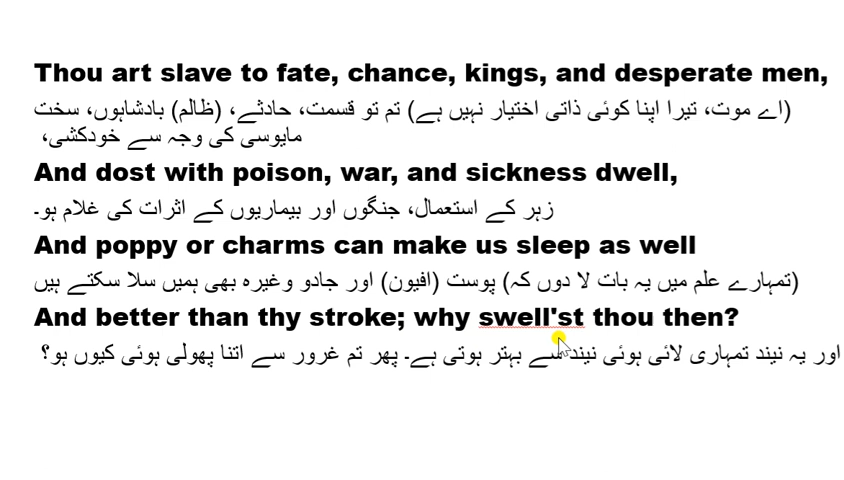 Thou art slave to fate, chance, kings, and desperate men,
(اے موت، تیرا اپنا کوئی ذاتی اختیار نہیں ہے) تم تو قسمت، حادثے، (ظالم) بادشاہوں، سخت
مایوسی کی وجہ سے خودکشی،
And dost with poison, war, and sickness dwell,
زہر کے استعمال، جنگوں اور بیماریوں کے اثرات کی غلام ہو۔
And poppy or charms can make us sleep as well
(تمہارے علم میں یہ بات لا دوں کہ) پوست (افیون) اور جادو وغیرہ بھی ہمیں سلا سکتے ہیں
And better than thy stroke; why swell'st thou then?
اور یہ نیند تمہاری لائی ہوئی نیند سے بہتر ہوتی ہے۔ پھر تم غرور سے اتنا پھولی ہوئی کیوں ہو؟